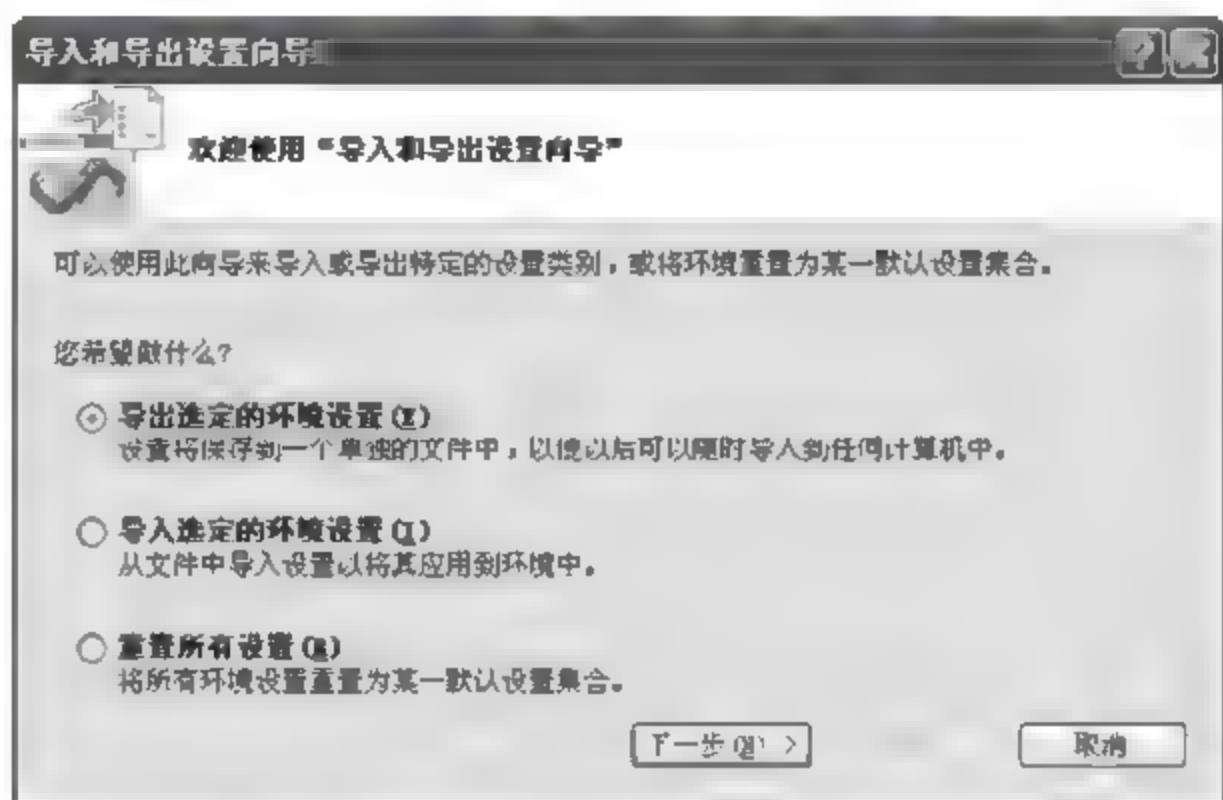 导入和导出设置向导
欢迎使用“导入和导出设置向导”
可以使用此向导来导入或导出特定的设置类别，或将环境重置为某一默认设置集合。
您希望做什么?
导出选定的环境设置(E)
设置将保存到一个单独的文件中，以便以后可以随时导入到任何计算机中。
导入选定的环境设置(I)
从文件中导入设置以将其应用到环境中。
重置所有设置(R)
将所有环境设置重置为某一默认设置集合。
下一步(N) >
取消